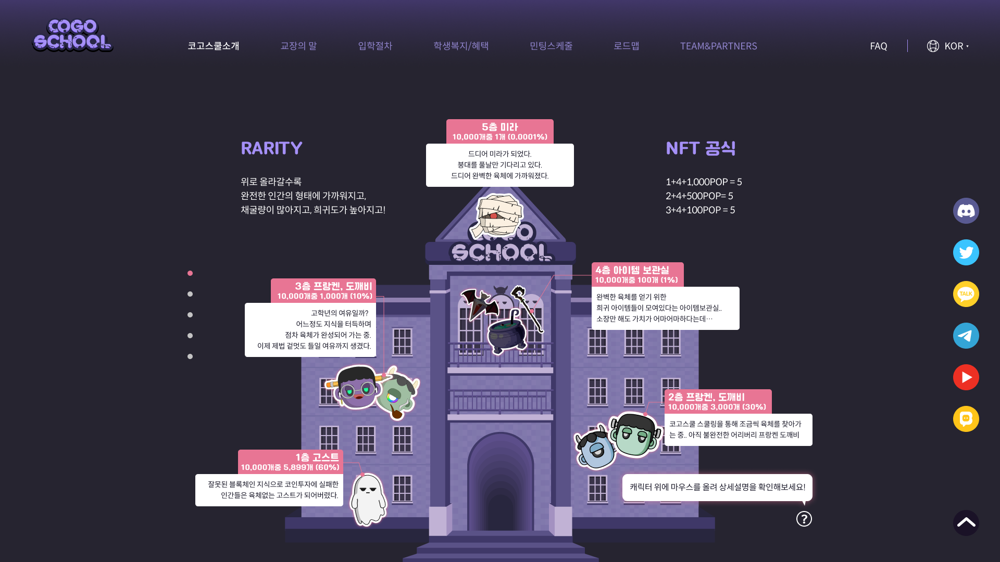 COGO
SCHOOL
코고스쿨소개
교장의 말
입학절차
학생복지/혜택
민팅스케줄
로드맵
TEAM&PARTNERS
FAQ
KOR
RARITY
위로 올라갈수록
완전한 인간의 형태에 가까워지고,
채굴량이 많아지고, 희귀도가 높아지고!
5층 미라
10,000개중 1개 (0.0001%)
드디어 미라가 되었다.
붕대를 풀날만 기다리고 있다.
드디어 완벽한 육체에 가까워졌다.
NFT 공식
1+4+1,000POP = 5
2+4+500POP= 5
3+4+100POP = 5
COGO
SCHOOL
4층 아이템 보관실
10,000개중 100개 (1%)
완벽한 육체를 얻기 위한
희귀 아이템들이 모여있다는 아이템보관실..
소장만 해도 가치가 어마어마하다는데…
3층 프랑켄, 도깨비
10,000개중 1,000개 (10%)
고학년의 여유일까?
어느정도 지식을 터득하며
점차 육체가 완성되어 가는 중.
이제 제법 겉멋도 들일 여유까지 생겼다.
TALK
2층 프랑켄, 도깨비
10,000개중 3,000개 (30%)
코고스쿨 스쿨링을 통해 조금씩 육체를 찾아가
는 중.. 아직 불완전한 어리버리 프랑켄 도깨비
1층 고스트
10,000개중 5,899개 (60%)
잘못된 블록체인 지식으로 코인투자에 실패한
인간들은 육체없는 고스트가 되어버렸다.
캐릭터 위에 마우스를 올려 상세설명을 확인해보세요!
?